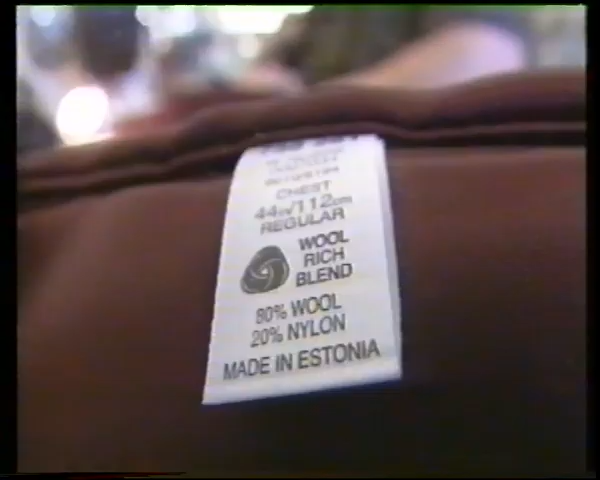 CHEST
44in/112cm
REGULAR
WOOL
RICH
BLEND
80% WOOL
20% NYLON
MADE IN ESTONIA